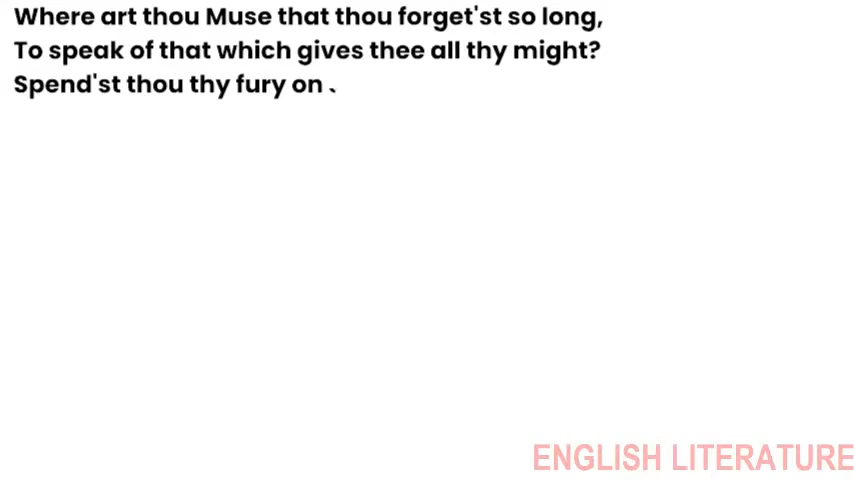 Where art thou Muse that thou forget'st so long,
To speak of that which gives thee all thy might?
Spend'st thou thy fury on
ENGLISH LITERATURE